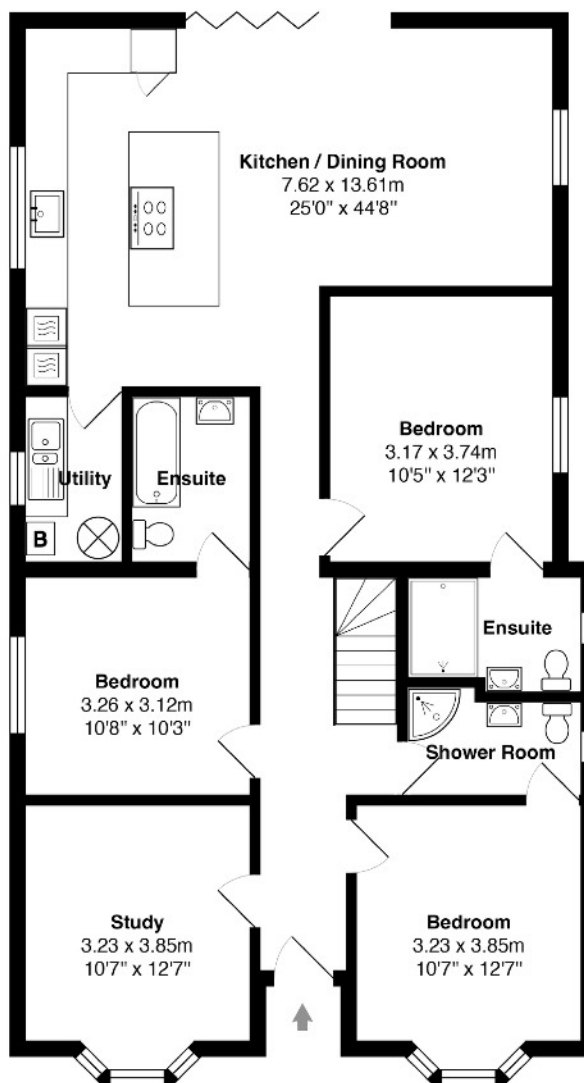 Kitchen / Dining Room
7.62 x 13.61m
25'0" x 44'8"
Bedroom
3.17 x 3.74m
10'5" x 12'3"
Utility
Ensuite
B
Ensuite
Bedroom
3.26 x 3.12m
10'8" x 10'3"
Shower Room
Study
3.23 x 3.85m
10'7" x 12'7"
Bedroom
3.23 x 3.85m
10'7" x 12'7"